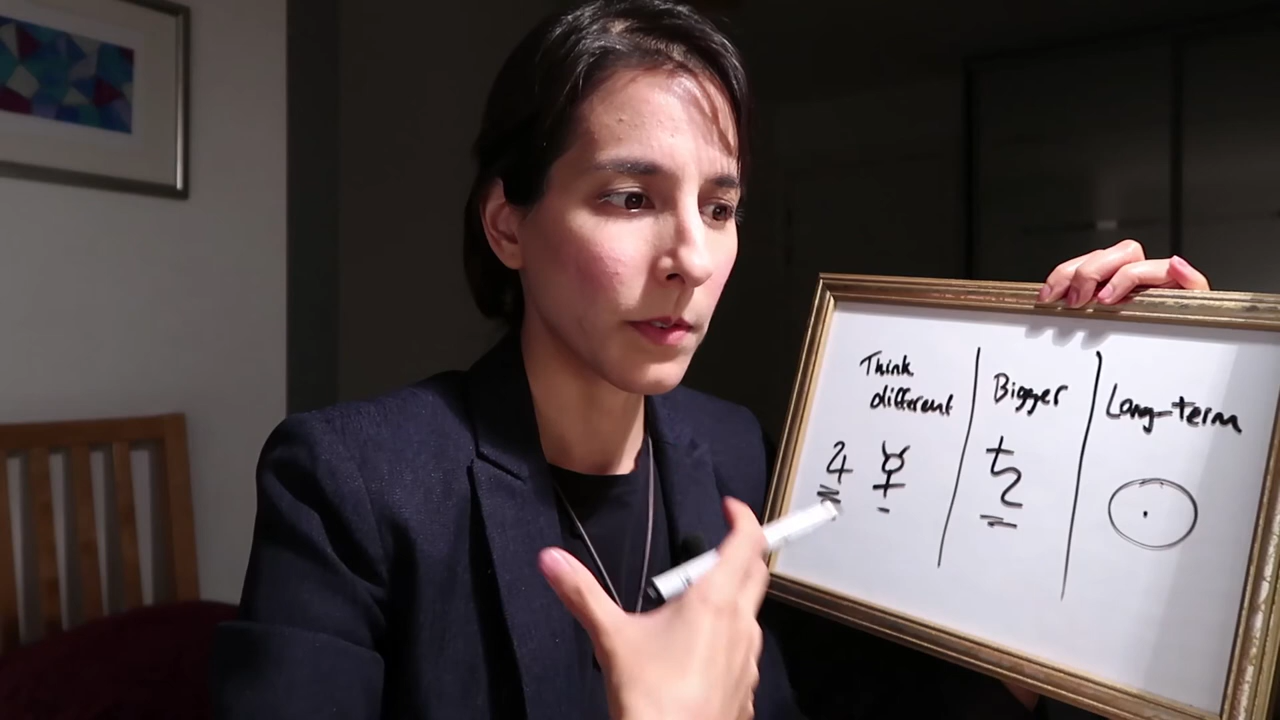 Think
different
Bigger
Long-term
♃ ☿
♄
☉